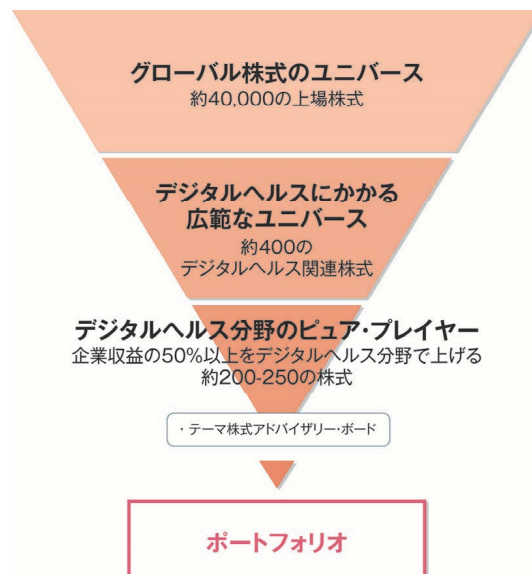 グローバル株式のユニバース
約40,000の上場株式
デジタルヘルスにかかる
広範なユニバース
約400の
デジタルヘルス関連株式
デジタルヘルス分野のピュア・プレイヤー
企業収益の50%以上をデジタルヘルス分野で上げる
約200-250の株式
・テーマ株式アドバイザリー・ボード
ポートフォリオ